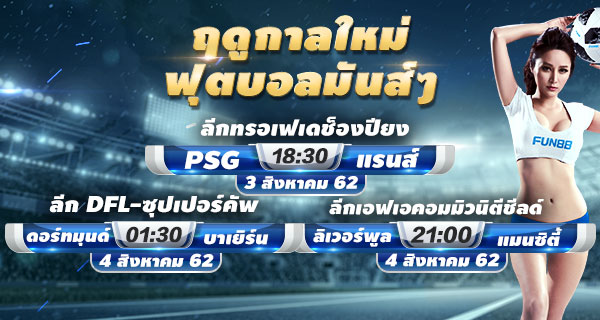 ฤดูกาลใหม่
ฟุตบอลมันส์ๆ
ลีกทรอเฟเดช็องปียง
PSG 18:30 แรนส์
3 สิงหาคม 62
ลีก DFL-ซุปเปอร์คัพ
ดอร์ทมุนด์ 01:30 บาเยิร์น
4 สิงหาคม 62
ลีกเอฟเอคอมมิวนิตีชีลด์
ลิเวอร์พูล 21:00 แมนซิตี้
4 สิงหาคม 62
FUN88
FUN88